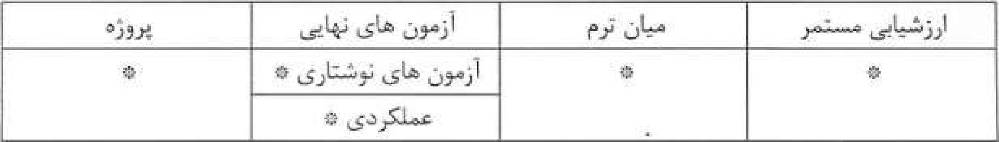 ارزشیابی مستمر
میان ترم
آزمون های نهایی
پروژه
*
*
آزمون های نوشتاری *
*
عملکردی *